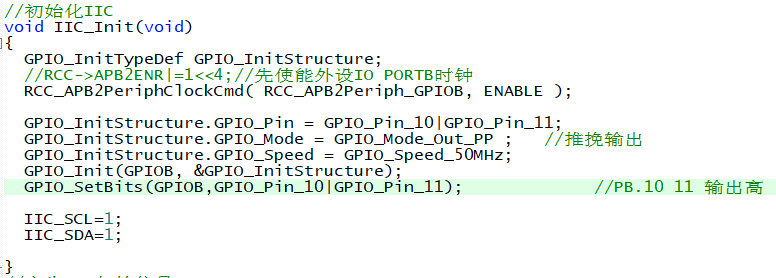 //初始化IIC
void IIC_Init(void)
{
GPIO_InitTypeDef GPIO_InitStructure;
//RCC->APB2ENR|=1<<4;//先使能外设IO PORTB时钟
RCC_APB2PeriphClockCmd( RCC_APB2Periph_GPIOB, ENABLE );
GPIO_InitStructure.GPIO_Pin = GPIO_Pin_10|GPIO_Pin_11;
GPIO_InitStructure.GPIO_Mode = GPIO_Mode_Out_PP ; //推挽输出
GPIO_InitStructure.GPIO_Speed = GPIO_Speed_50MHz;
GPIO_Init(GPIOB, &GPIO_InitStructure);
GPIO_SetBits(GPIOB,GPIO_Pin_10|GPIO_Pin_11); //PB.10 11 输出高
IIC_SCL=1;
IIC_SDA=1;
}